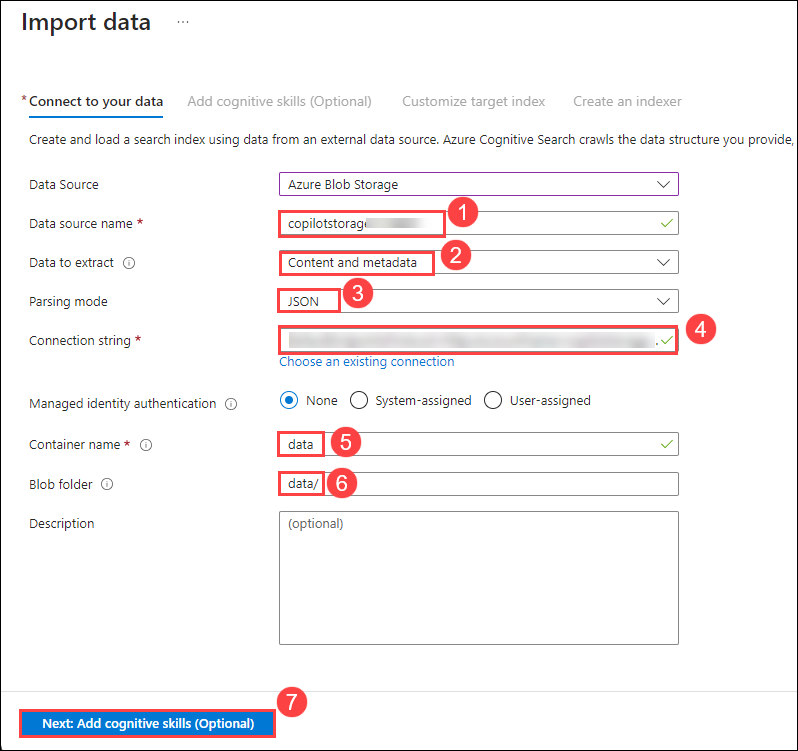 Import data ...
* Connect to your data Add cognitive skills (Optional) Customize target index Create an indexer
Create and load a search index using data from an external data source. Azure Cognitive Search crawls the data structure you provide,
Data Source Azure Blob Storage
Data source name * copilotstorage 1
Data to extract Content and metadata 2
Parsing mode JSON 3
Connection string * 4
Choose an existing connection
Managed identity authentication None System-assigned User-assigned
Container name * data 5
Blob folder data/ 6
Description (optional)
7
Next: Add cognitive skills (Optional)